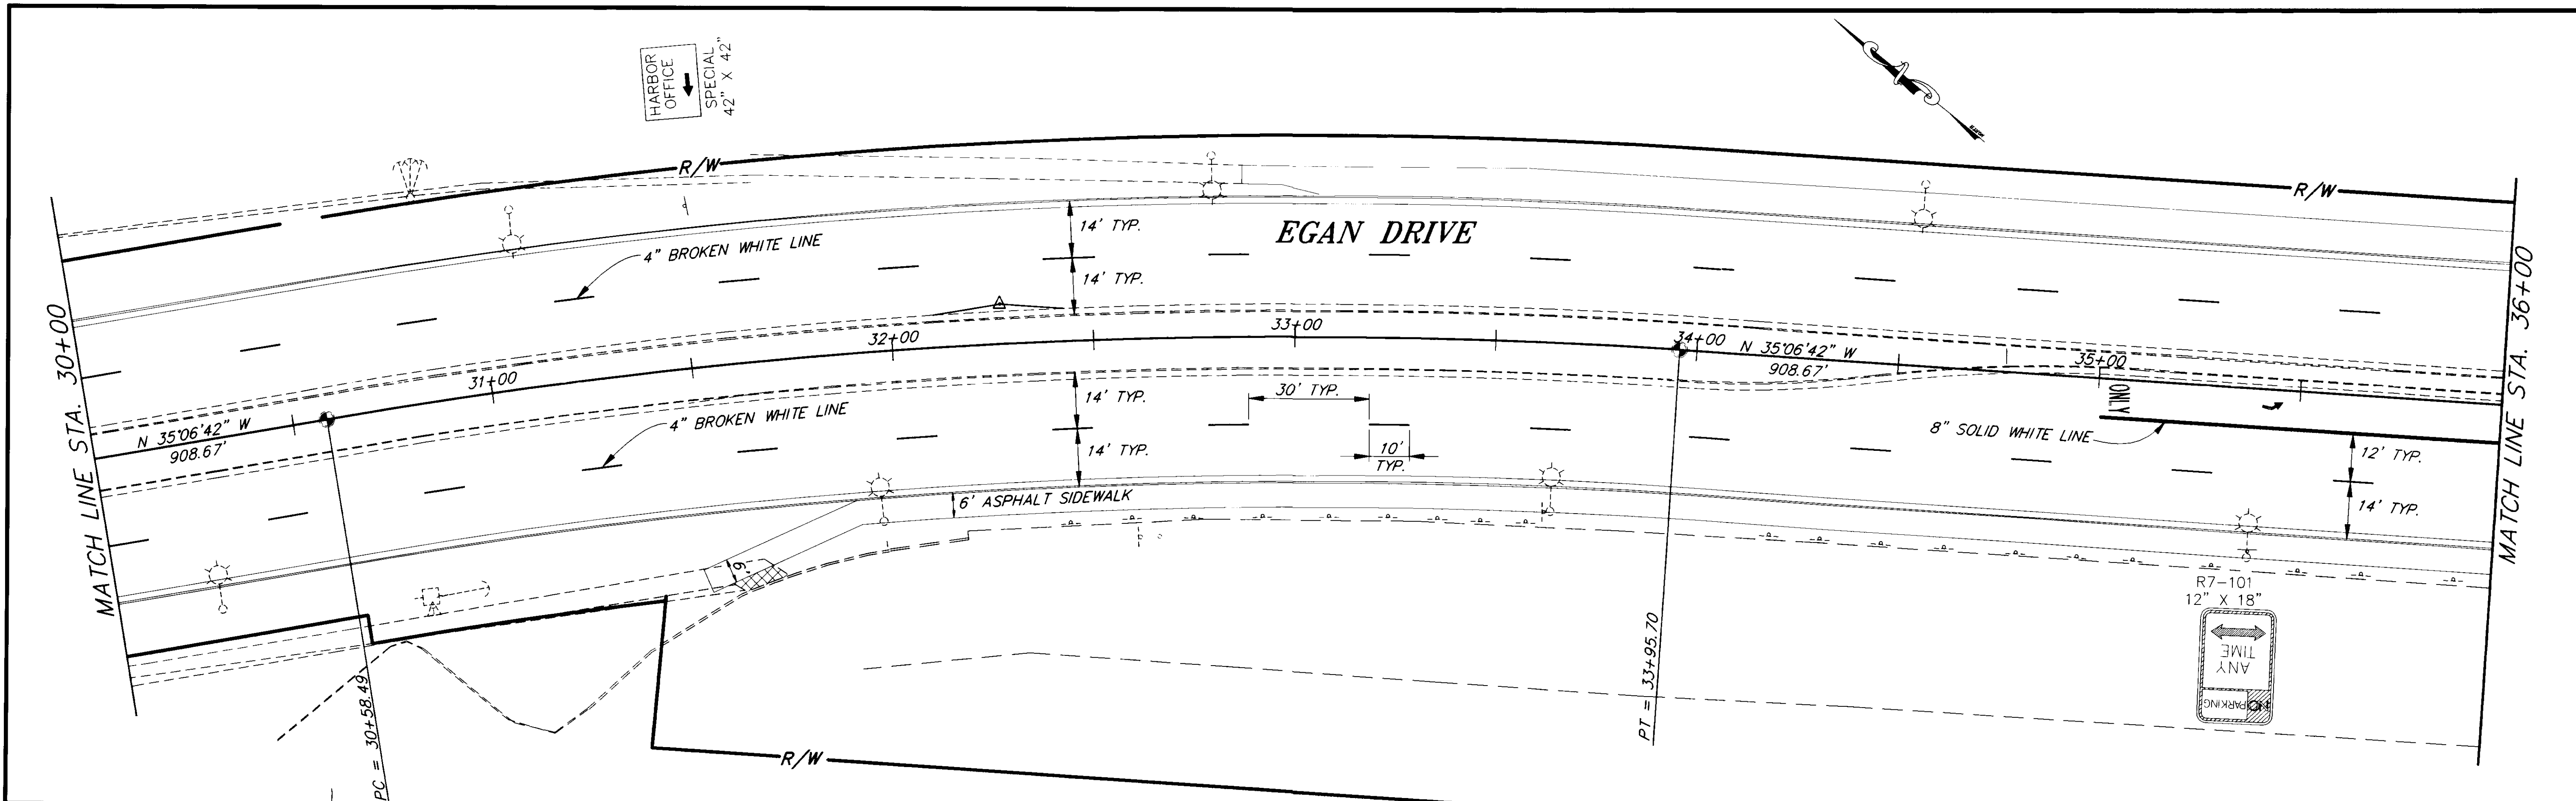 HARBOR
OFFICE
SPECIAL
42" X 42"
R/W
R/W
14' TYP.
EGAN DRIVE
4" BROKEN WHITE LINE
14' TYP.
MATCH LINE STA. 30+00
MATCH LINE STA. 36+00
31+00
32+00
33+00
34+00
35+00
N 35°06'42" W
908.67'
N 35°06'42" W
908.67'
ONLY
4" BROKEN WHITE LINE
14' TYP.
30' TYP.
8" SOLID WHITE LINE
14' TYP.
10'
TYP.
12' TYP.
6' ASPHALT SIDEWALK
14' TYP.
6'
R7-101
12" X 18"
ANY
TIME
NO
PARKING
PC = 30+58.49
PT = 33+95.70
R/W